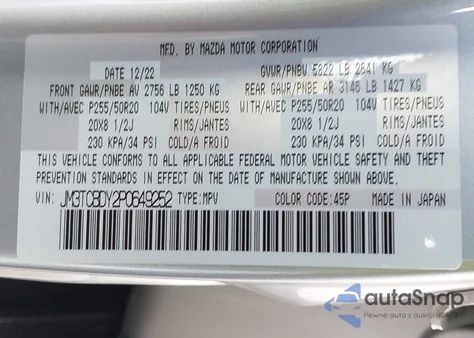 MFD. BY MAZDA MOTOR CORPORATION
DATE 12/22 GVWR/PNBV 5822 LB 2641 KG
FRONT GAWR/PNBE AV 2756 LB 1250 KG REAR GAWR/PNBE AR 3146 LB 1427 KG
WITH/AVEC P255/50R20 104V TIRES/PNEUS WITH/AVEC P255/50R20 104V TIRES/PNEUS
20X8 1/2J RIMS/JANTES 20X8 1/2J RIMS/JANTES
230 KPA/34 PSI COLD/A FROID 230 KPA/34 PSI COLD/A FROID
THIS VEHICLE CONFORMS TO ALL APPLICABLE FEDERAL MOTOR VEHICLE SAFETY AND THEFT
PREVENTION STANDARDS IN EFFECT ON THE DATE OF MANUFACTURE SHOWN ABOVE.
VIN: JM3TCBDY2P0649252 TYPE: MPV COLOR CODE: 45P MADE IN JAPAN
autoSnap
Pewne auta z aukcji USA